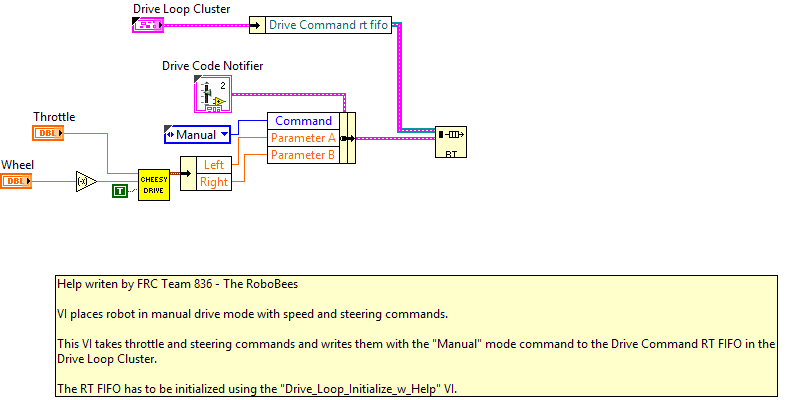 Drive Loop Cluster
Drive Command rt fifo
Drive Code Notifier
2
Throttle
DBL
Manual
Command
Parameter A
Parameter B
RT
Wheel
DBL
(x)
T
CHEESY
DRIVE
Left
Right
Help writen by FRC Team 836 - The RoboBees
VI places robot in manual drive mode with speed and steering commands.
This VI takes throttle and steering commands and writes them with the "Manual" mode command to the Drive Command RT FIFO in the
Drive Loop Cluster.
The RT FIFO has to be initialized using the "Drive_Loop_Initialize_w_Help" VI.